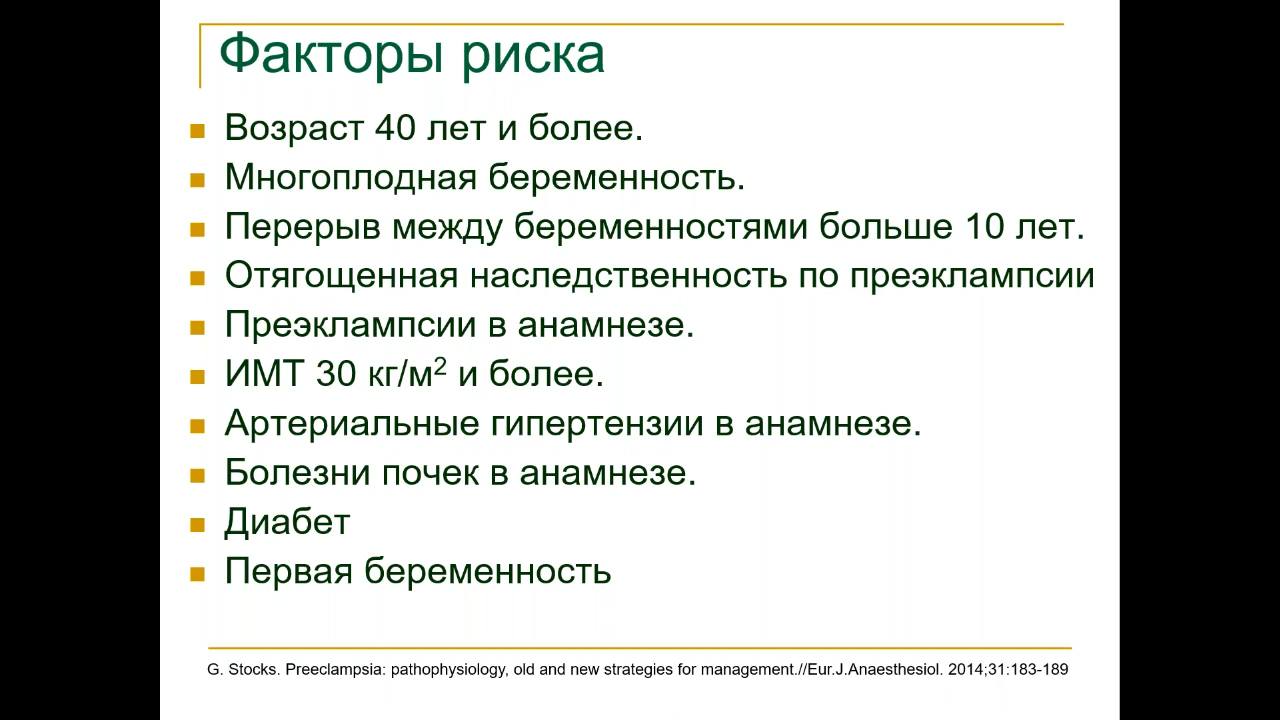 Факторы риска
Возраст 40 лет и более.
Многоплодная беременность.
Перерыв между беременностями больше 10 лет.
Отягощенная наследственность по преэклампсии
Преэклампсии в анамнезе.
ИМТ 30 кг/м² и более.
Артериальные гипертензии в анамнезе.
Болезни почек в анамнезе.
Диабет
Первая беременность
G. Stocks. Preeclampsia: pathophysiology, old and new strategies for management.//Eur.J.Anaesthesiol. 2014;31:183-189